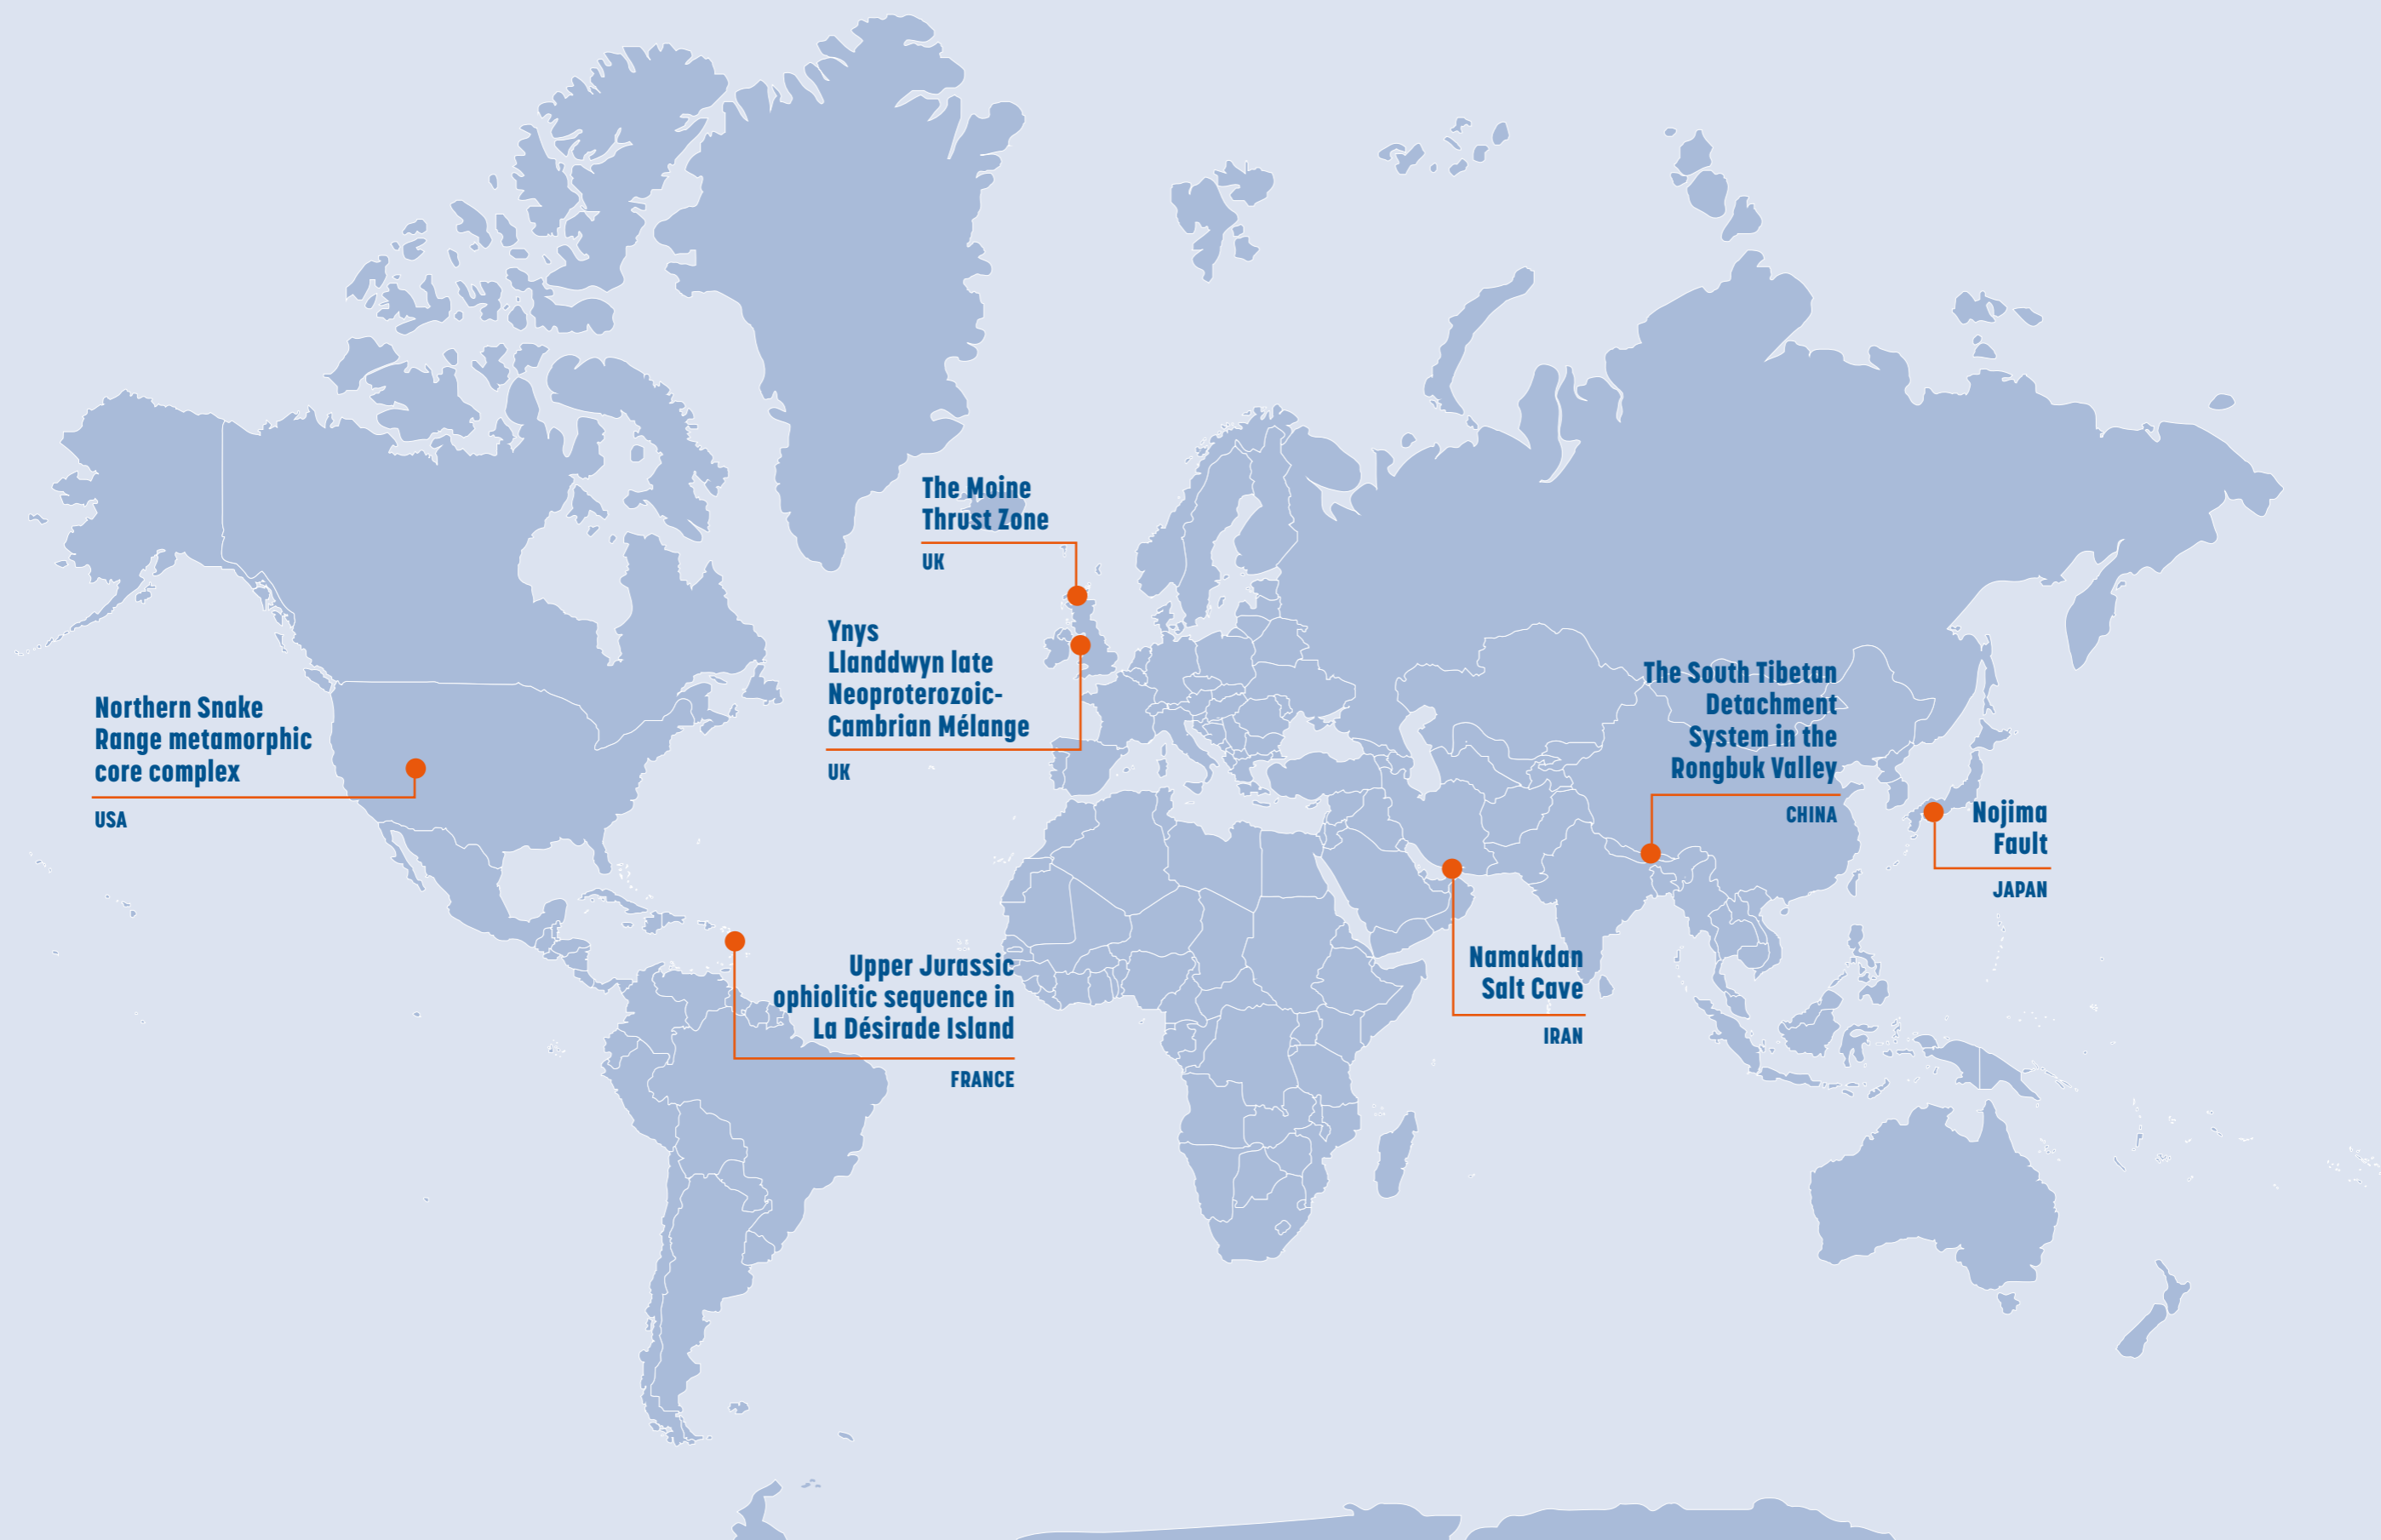 The Moine
Thrust Zone
UK
Ynys
Llanddwyn late
Neoproterozoic-
Cambrian Mélange
UK
Northern Snake
Range metamorphic
core complex
USA
The South Tibetan
Detachment
System in the
Rongbuk Valley
CHINA
Nojima
Fault
JAPAN
Upper Jurassic
ophiolitic sequence in
La Désirade Island
FRANCE
Namakdan
Salt Cave
IRAN